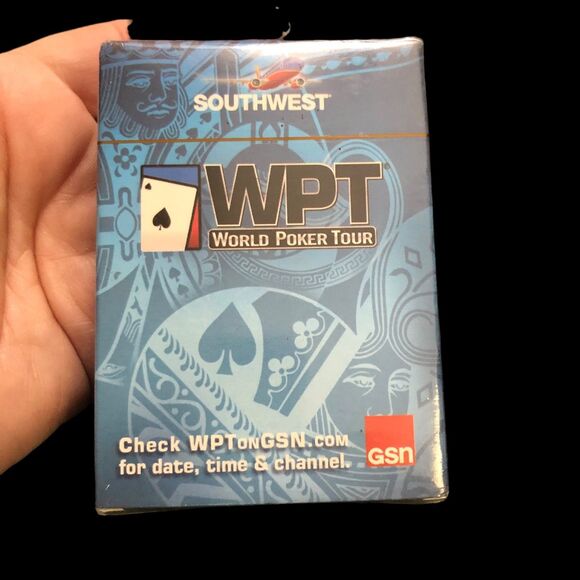 SOUTHWEST
WPT
WORLD POKER TOUR
CHECK WPTONGSN.COM
for date, time & channel.
GSN